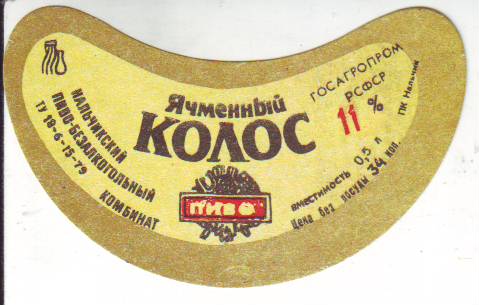 Ячменный
КОЛОС
ПИВО
НАЛЬЧИКСКИЙ
ПИВО-БЕЗАЛКОГОЛЬНЫЙ
КОМБИНАТ
ТУ 18-6-15-79
ГОСАГРОПРОМ
РСФСР
11 %
ПК Нальчик
вместимость 0,5 л
Цена без посуды 34 коп.